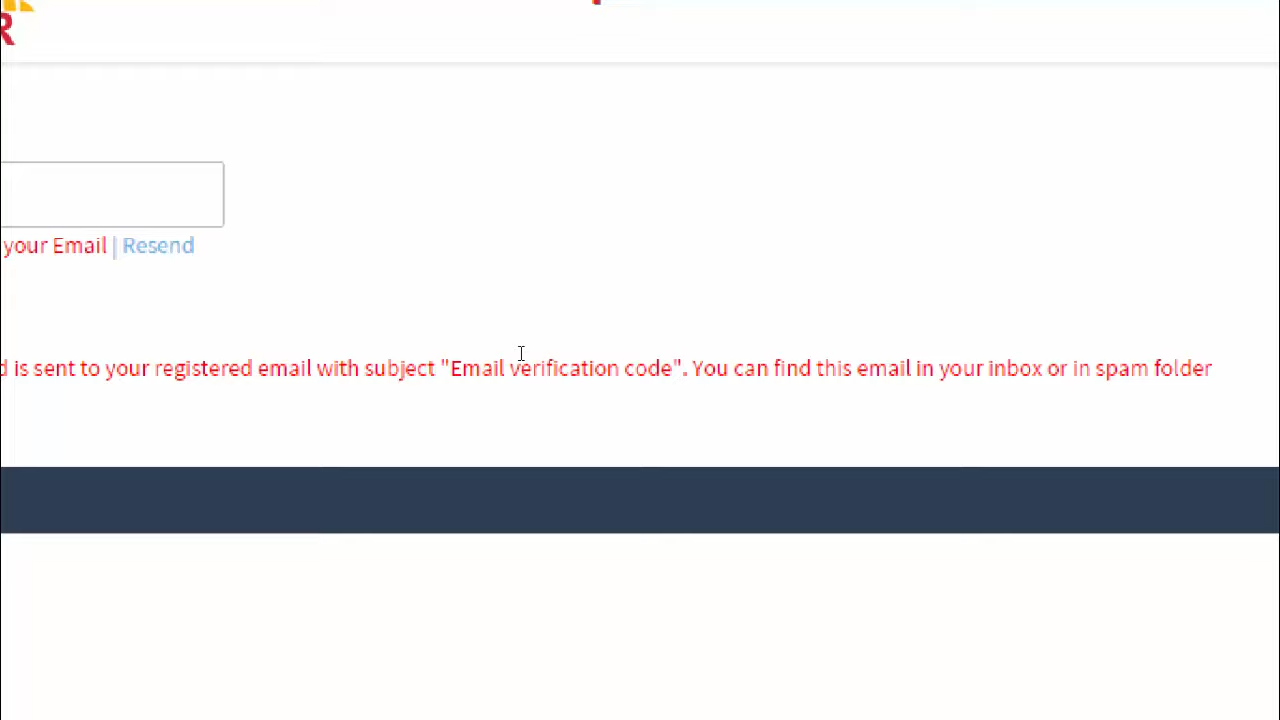 R
your Email | Resend
is sent to your registered email with subject "Email verification code". You can find this email in your inbox or in spam folder